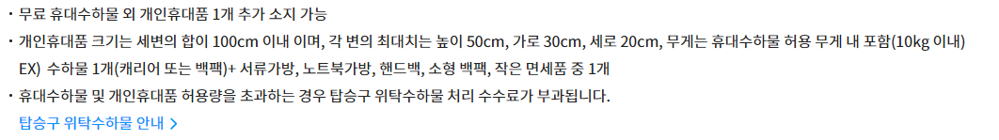 · 무료 휴대수하물 외 개인휴대품 1개 추가 소지 가능
· 개인휴대품 크기는 세변의 합이 100cm 이내 이며, 각 변의 최대치는 높이 50cm, 가로 30cm, 세로 20cm, 무게는 휴대수하물 허용 무게 내 포함(10kg 이내)
EX) 수하물 1개(캐리어 또는 백팩)+ 서류가방, 노트북가방, 핸드백, 소형 백팩, 작은 면세품 중 1개
· 휴대수하물 및 개인휴대품 허용량을 초과하는 경우 탑승구 위탁수하물 처리 수수료가 부과됩니다.
탑승구 위탁수하물 안내 >